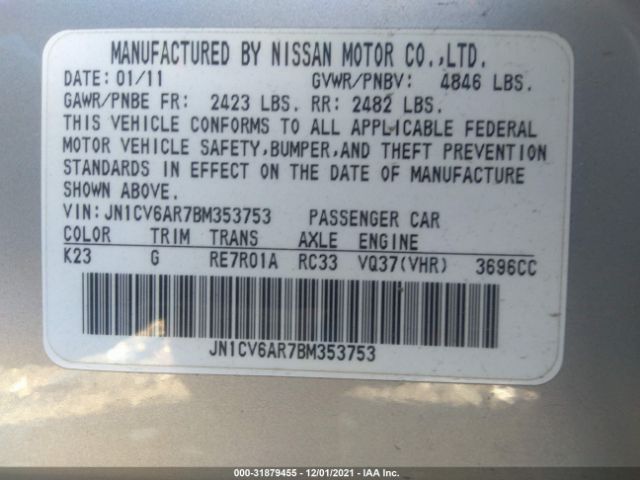 MANUFACTURED BY NISSAN MOTOR CO.,LTD.
DATE: 01/11 GVWR/PNBV: 4846 LBS.
GAWR/PNBE FR: 2423 LBS. RR: 2482 LBS.
THIS VEHICLE CONFORMS TO ALL APPLICABLE FEDERAL
MOTOR VEHICLE SAFETY,BUMPER,AND THEFT PREVENTION
STANDARDS IN EFFECT ON THE DATE OF MANUFACTURE
SHOWN ABOVE.
VIN:JN1CV6AR7BM353753 PASSENGER CAR
COLOR TRIM TRANS AXLE ENGINE
K23 G RE7R01A RC33 VQ37(VHR) 3696CC
JN1CV6AR7BM353753
000-31879455 - 12/01/2021 - IAA Inc.